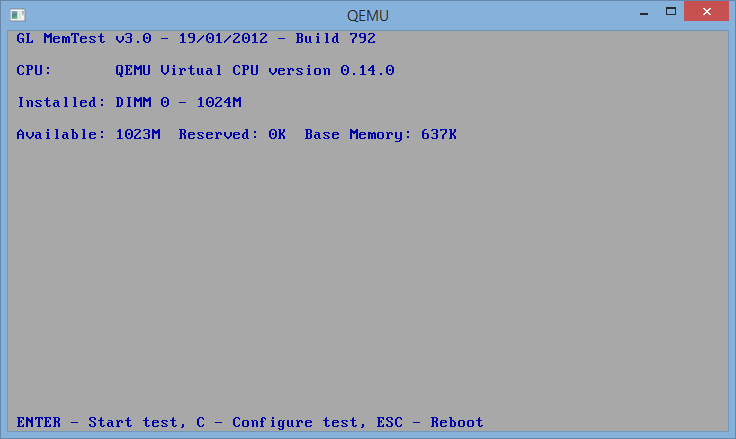 QEMU
GL MemTest v3.0 - 19/01/2012 - Build 792
CPU: QEMU Virtual CPU version 0.14.0
Installed: DIMM 0 - 1024M
Available: 1023M Reserved: 0K Base Memory: 637K
ENTER - Start test, C - Configure test, ESC - Reboot